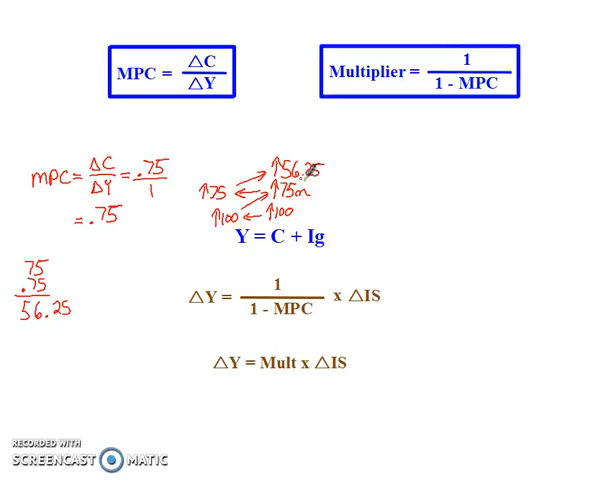 MPC = △C / △Y
Multiplier = 1 / 1 - MPC
MPC = ΔC / ΔY = .75 / 1
= .75
↑56.25
↑75 ↑75m
↑100 ↑100
Y = C + Ig
75
.75
56.25
△Y = 1 / 1 - MPC x △IS
△Y = Mult x △IS
RECORDED WITH
SCREENCAST MATIC